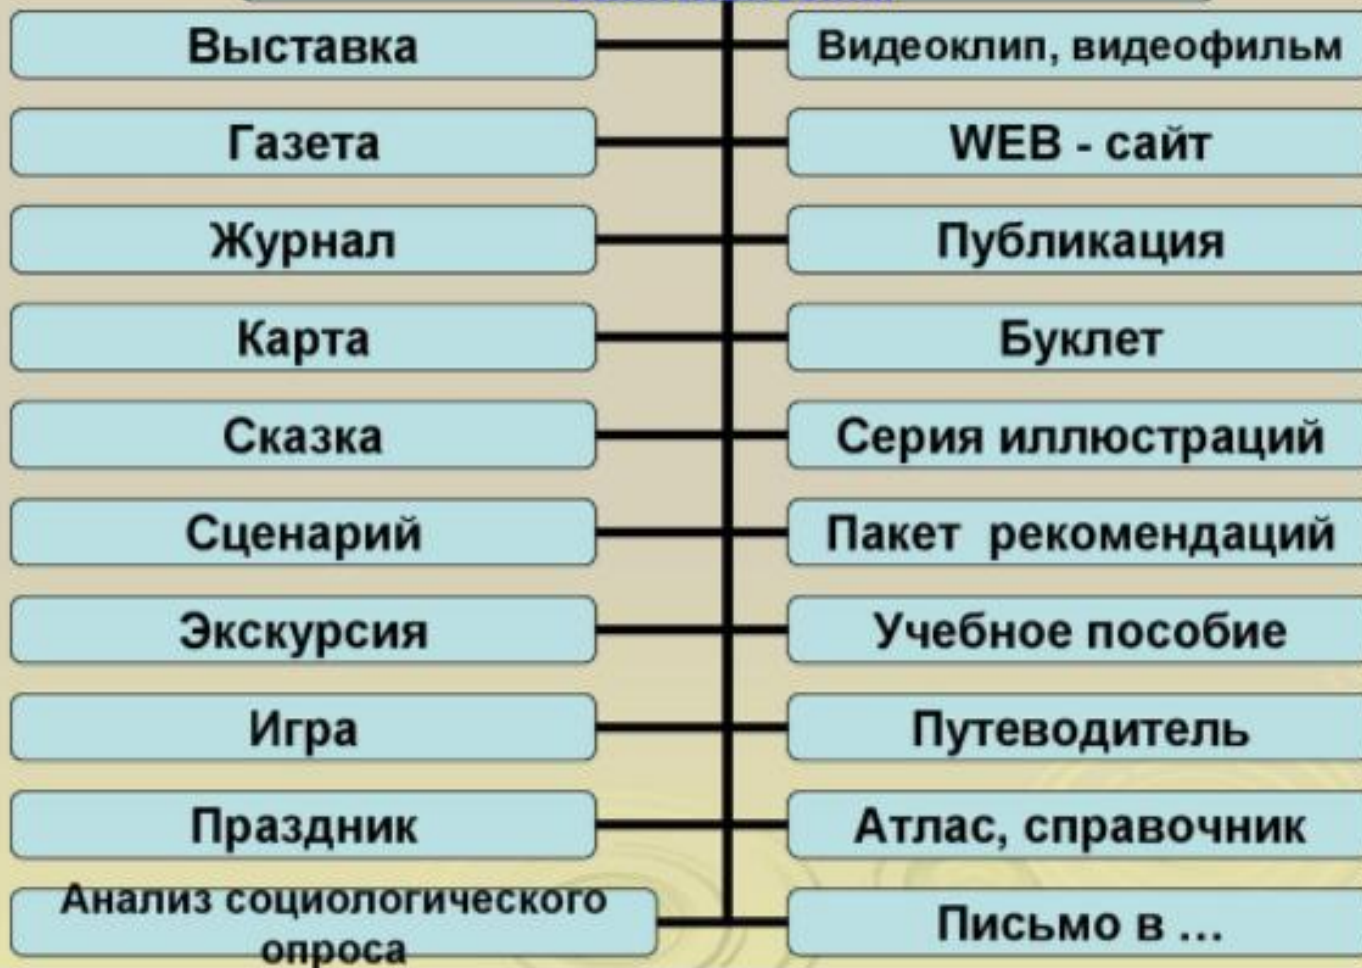 Выставка
Видеоклип, видеофильм
Газета
WEB - сайт
Журнал
Публикация
Карта
Буклет
Сказка
Серия иллюстраций
Сценарий
Пакет рекомендаций
Экскурсия
Учебное пособие
Игра
Путеводитель
Праздник
Атлас, справочник
Анализ социологического
опроса
Письмо в ...